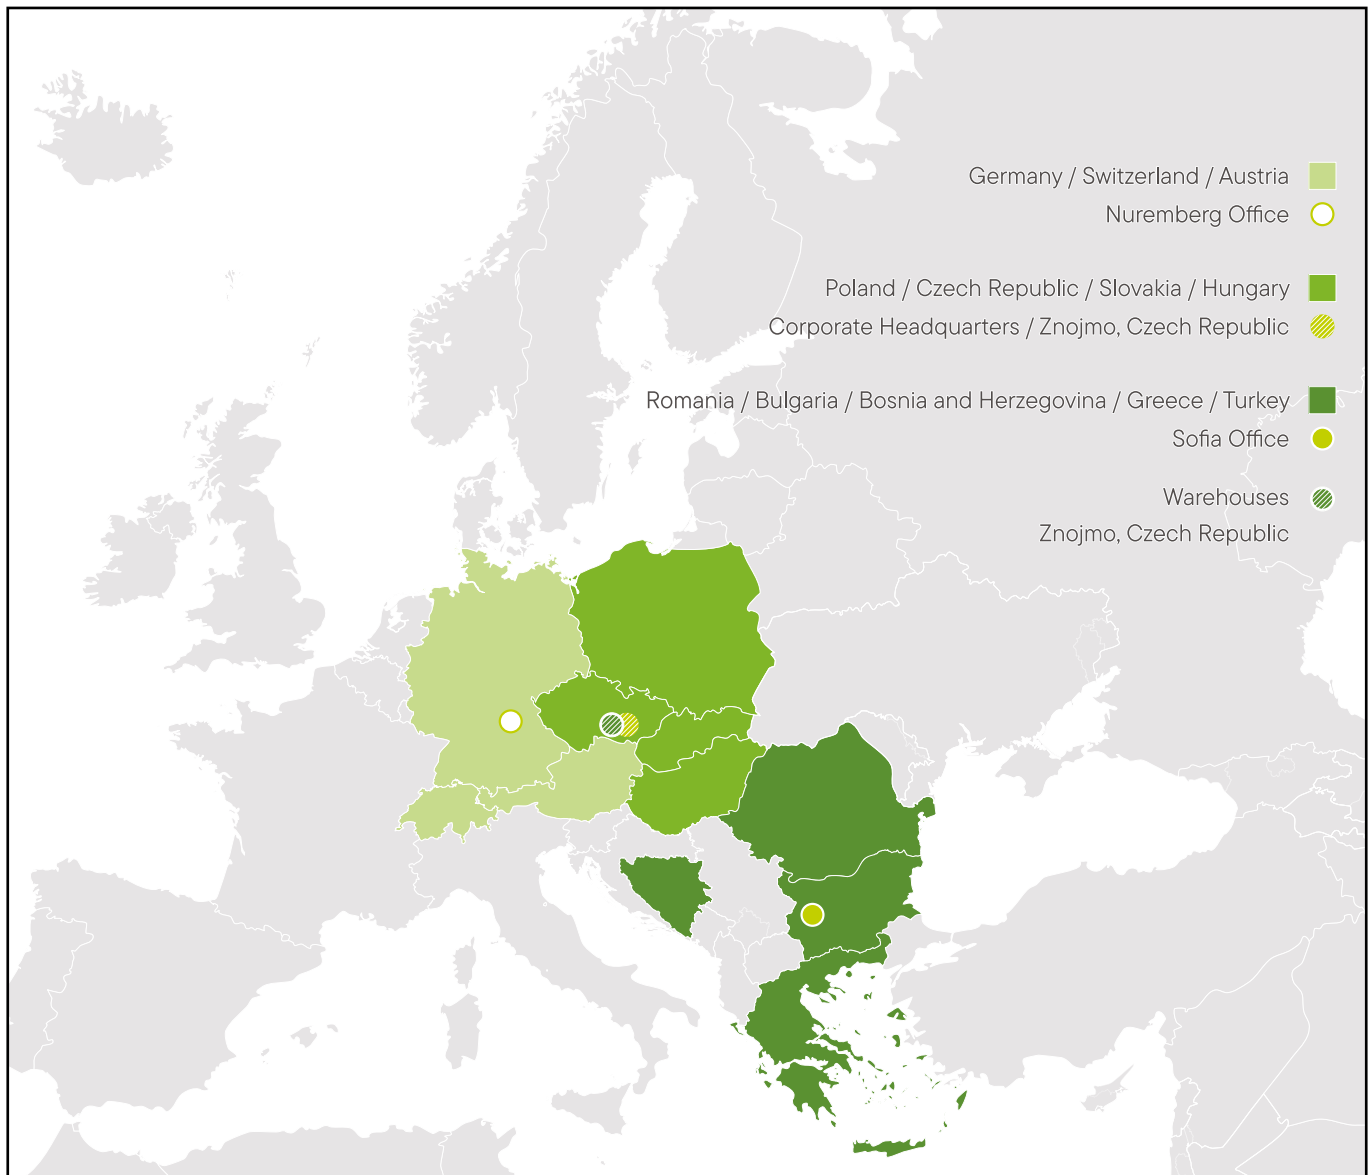 Germany / Switzerland / Austria
Nuremberg Office
Poland / Czech Republic / Slovakia / Hungary
Corporate Headquarters / Znojmo, Czech Republic
Romania / Bulgaria / Bosnia and Herzegovina / Greece / Turkey
Sofia Office
Warehouses
Znojmo, Czech Republic